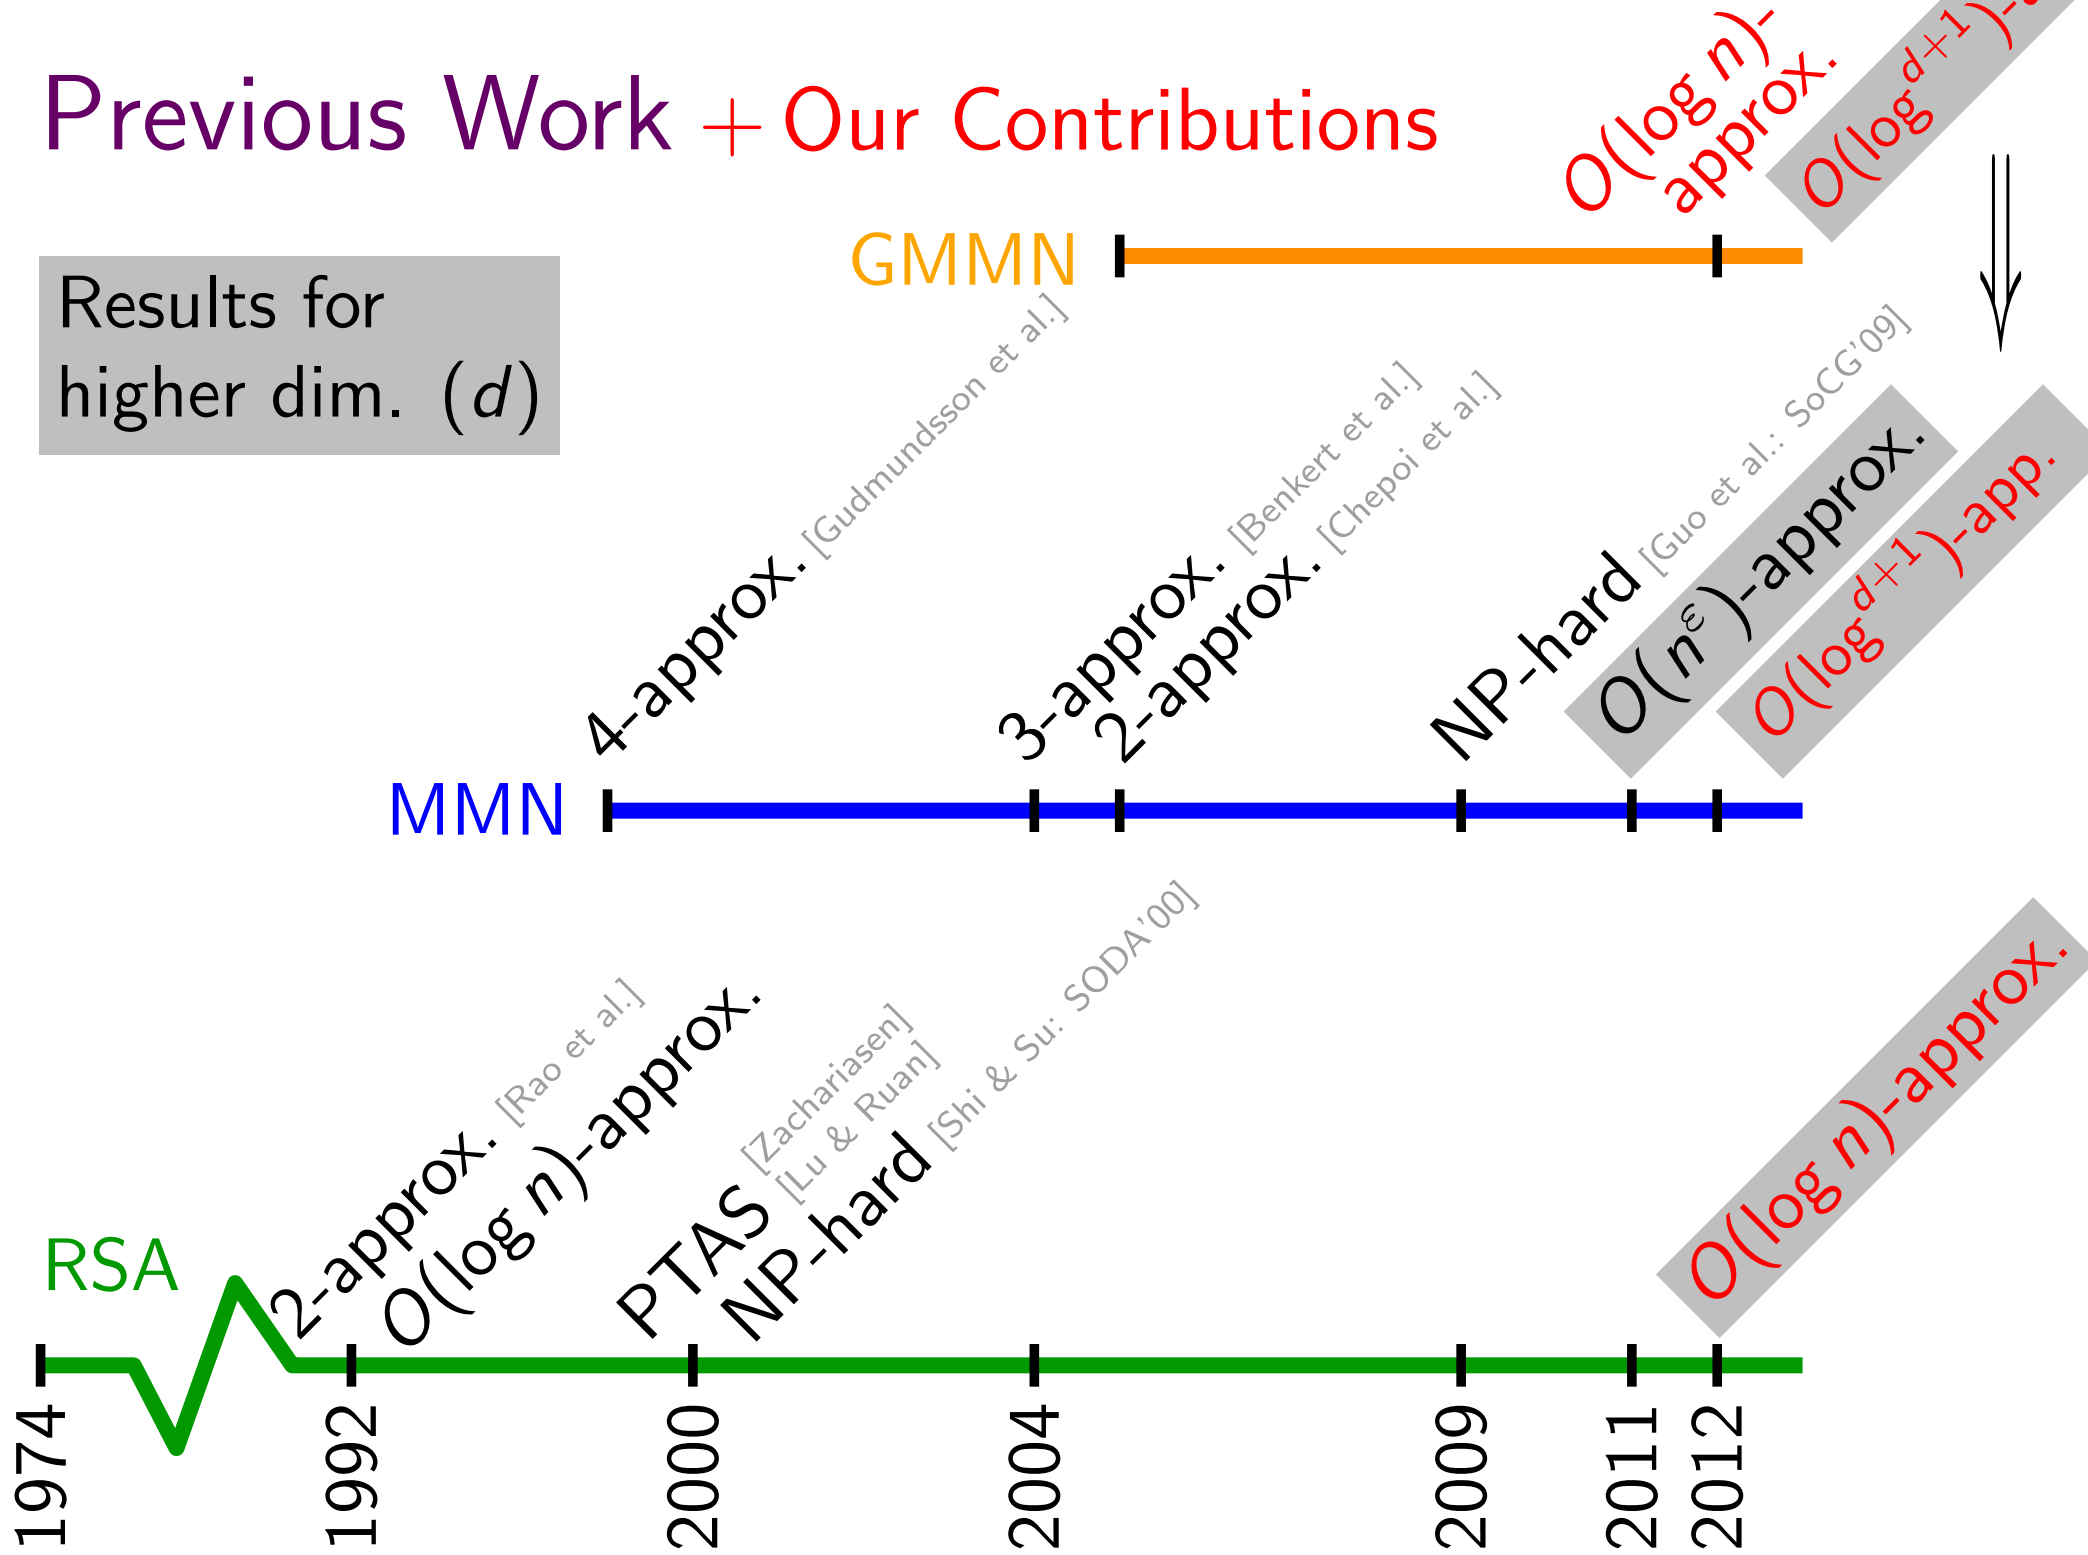 Previous Work + Our Contributions
Results for
higher dim. (d)
GMMN
O(log n)-
approx.
O(log^{d+1})-
MMN
4-approx. [Gudmundsson et al.]
3-approx. [Benkert et al.]
2-approx. [Chepoi et al.]
NP-hard [Guo et al.: SoCG'09]
O(n^ε)-approx.
O(log^{d+1})-app.
RSA
2-approx. [Rao et al.]
O(log n)-approx.
PTAS [Zachariasen]
[Lu & Ruan]
NP-hard [Shi & Su: SODA'00]
O(log n)-approx.
1974
1992
2000
2004
2009
2011
2012